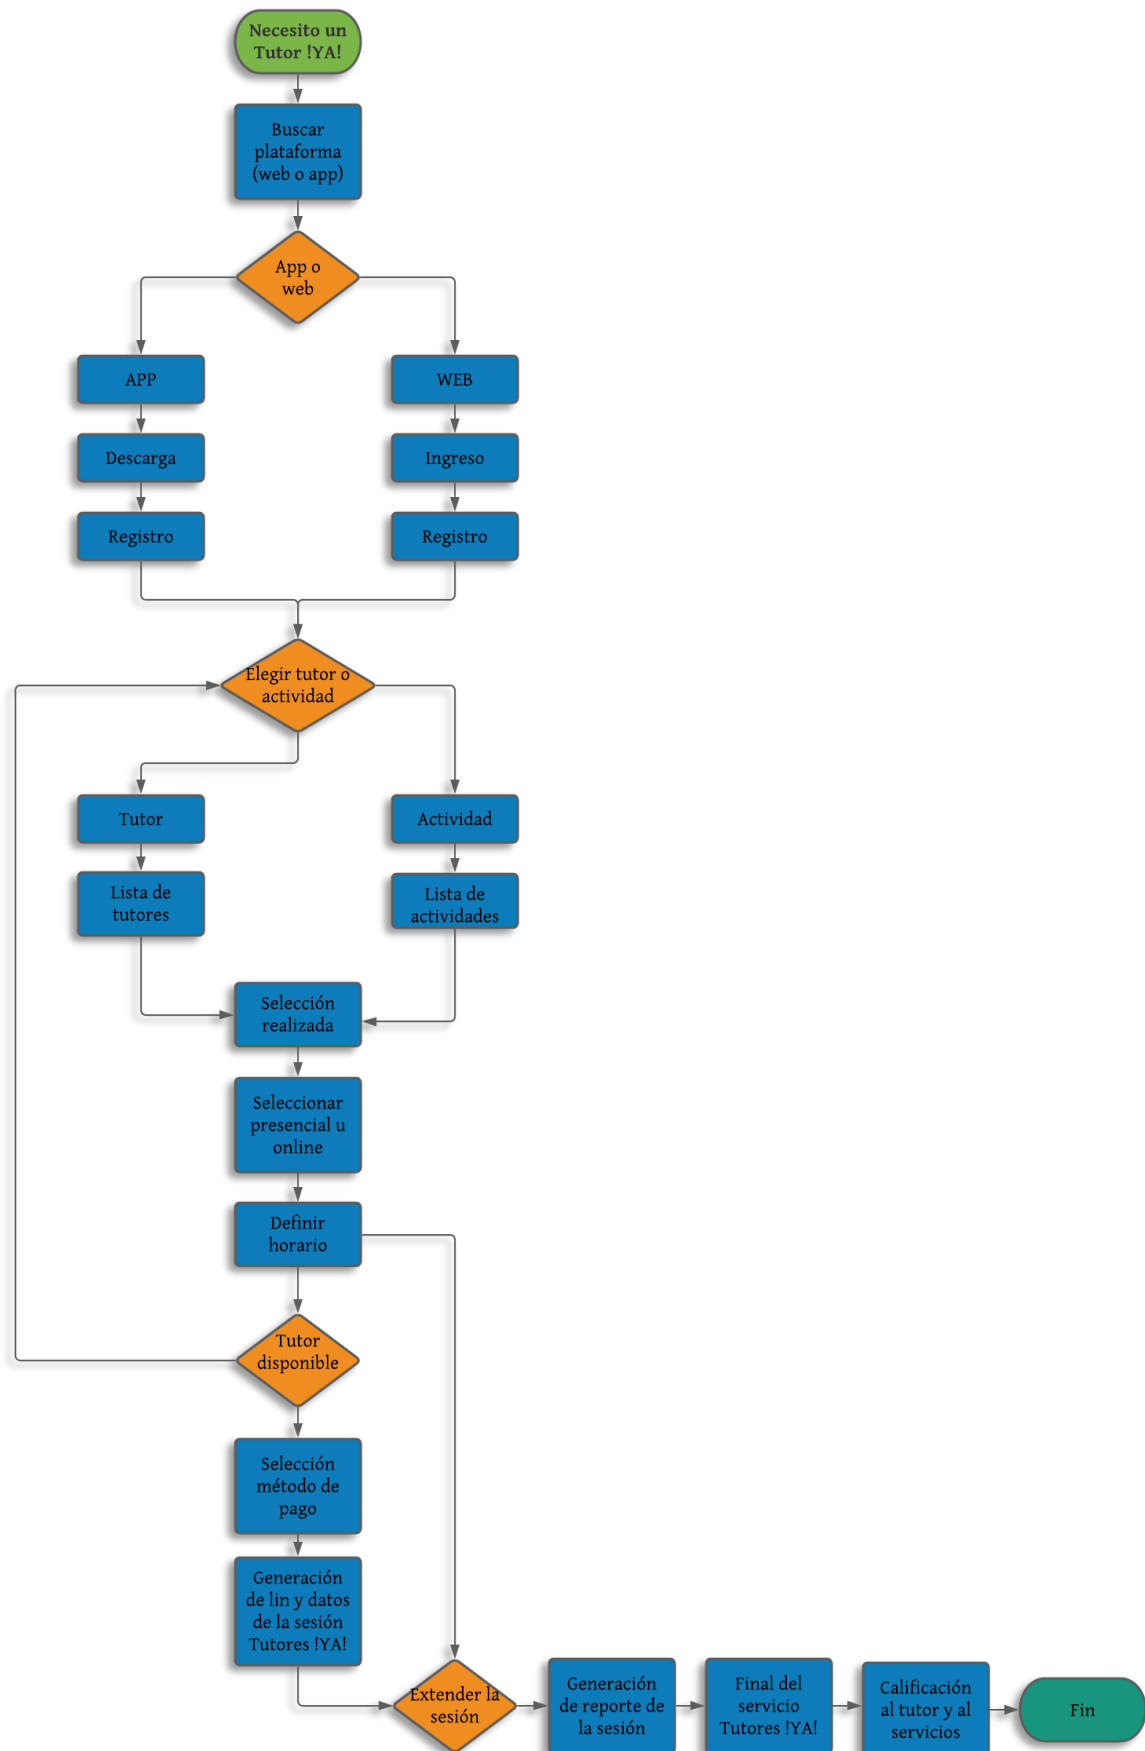 Necesito un
Tutor !YA!
Buscar
plataforma
(web o app)
App o
web
APP
WEB
Descarga
Ingreso
Registro
Registro
Elegir tutor o
actividad
Tutor
Actividad
Lista de
tutores
Lista de
actividades
Selección
realizada
Seleccionar
presencial u
online
Definir
horario
Tutor
disponible
Selección
método de
pago
Generación
de lin y datos
de la sesión
Tutores !YA!
Extender la
sesión
Generación
de reporte de
la sesión
Final del
servicio
Tutores !YA!
Calificación
al tutor y al
servicios
Fin